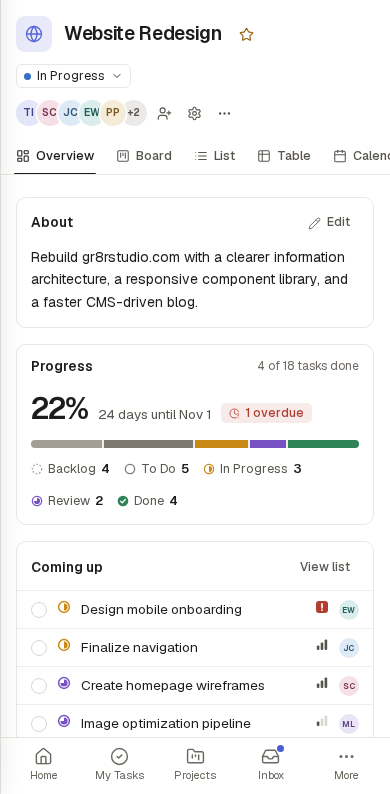 Website Redesign
In Progress
TI SC JC EW PP +2
Overview Board List Table Calenc
About Edit
Rebuild gr8rstudio.com with a clearer information
architecture, a responsive component library, and
a faster CMS-driven blog.
Progress 4 of 18 tasks done
22% 24 days until Nov 1 1 overdue
Backlog 4 To Do 5 In Progress 3
Review 2 Done 4
Coming up View list
Design mobile onboarding EW
Finalize navigation JC
Create homepage wireframes SC
Image optimization pipeline ML
Home My Tasks Projects Inbox More